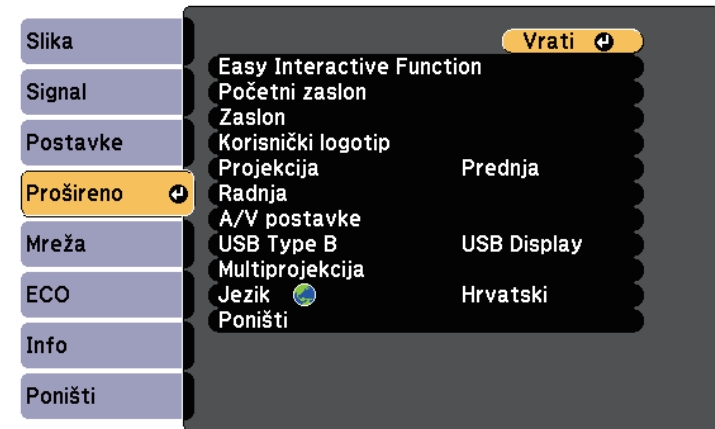 Slika
Signal
Postavke
Prošireno
Mreža
ECO
Info
Poništi
Vrati
Easy Interactive Function
Početni zaslon
Zaslon
Korisnički logotip
Projekcija Prednja
Radnja
A/V postavke
USB Type B USB Display
Multiprojekcija
Jezik Hrvatski
Poništi